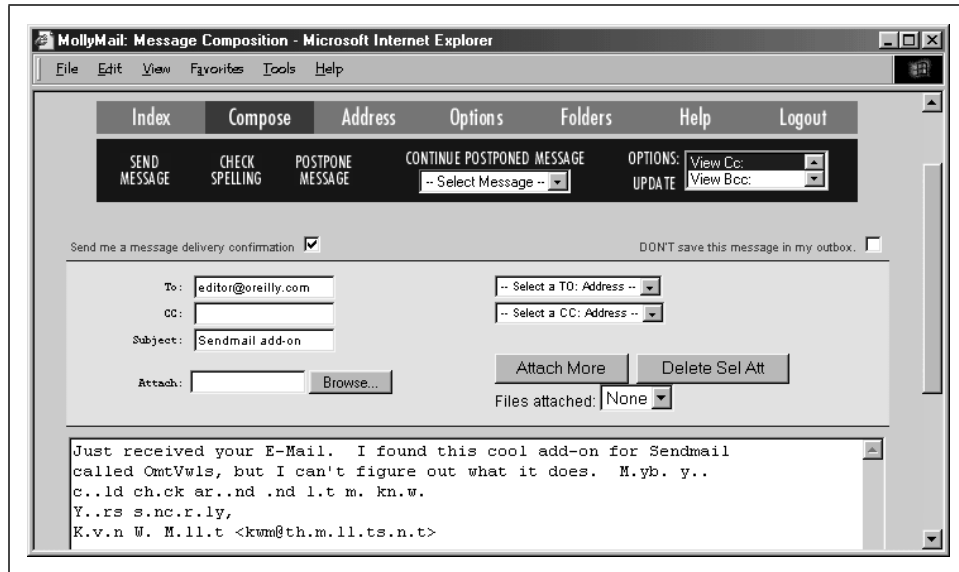 MollyMail: Message Composition - Microsoft Internet Explorer
File Edit View Favorites Tools Help
Index Compose Address Options Folders Help Logout
SEND MESSAGE
CHECK SPELLING
POSTPONE MESSAGE
CONTINUE POSTPONED MESSAGE
-- Select Message --
OPTIONS:
UPDATE
View Cc:
View Bcc:
Send me a message delivery confirmation
DON'T save this message in my outbox.
To: editor@oreilly.com
-- Select a TO: Address --
CC:
-- Select a CC: Address --
Subject: Sendmail add-on
Attach: Browse...
Attach More Delete Sel Att
Files attached: None
Just received your E-Mail. I found this cool add-on for Sendmail
called OmtVwls, but I can't figure out what it does. M.yb. y..
c..ld ch.ck ar..nd .nd l.t m. kn.w.
Y..rs s.nc.r.ly,
K.v.n W. M.ll.t <kwm@th.m.ll.ts.n.t>